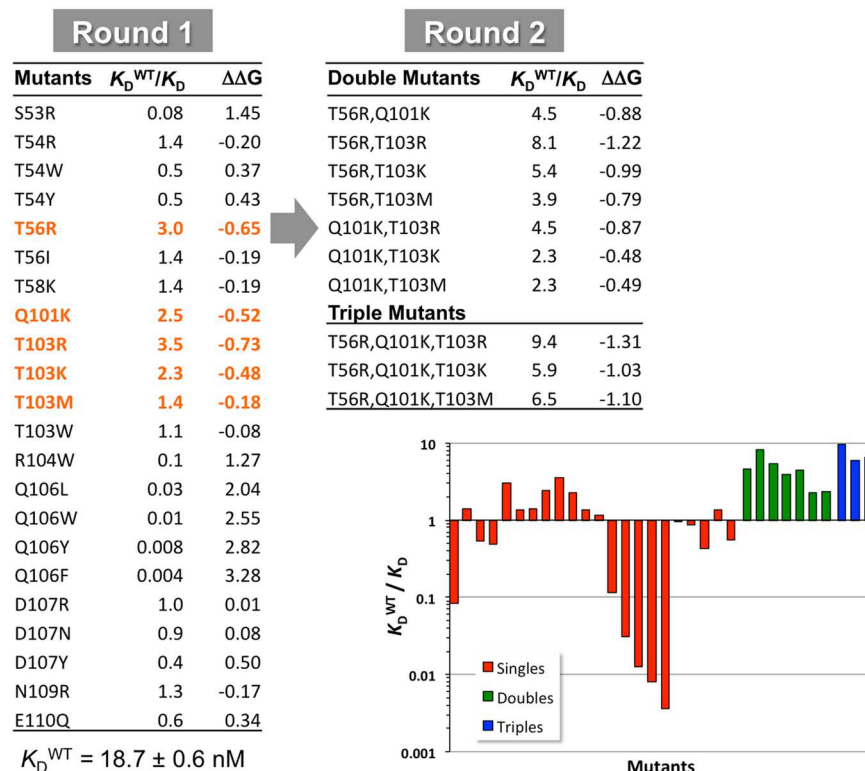 Round 1
Mutants KD^WT/KD ΔΔG
S53R 0.08 1.45
T54R 1.4 -0.20
T54W 0.5 0.37
T54Y 0.5 0.43
T56R 3.0 -0.65
T56I 1.4 -0.19
T58K 1.4 -0.19
Q101K 2.5 -0.52
T103R 3.5 -0.73
T103K 2.3 -0.48
T103M 1.4 -0.18
T103W 1.1 -0.08
R104W 0.1 1.27
Q106L 0.03 2.04
Q106W 0.01 2.55
Q106Y 0.008 2.82
Q106F 0.004 3.28
D107R 1.0 0.01
D107N 0.9 0.08
D107Y 0.4 0.50
N109R 1.3 -0.17
E110Q 0.6 0.34
KD^WT = 18.7 ± 0.6 nM
Round 2
Double Mutants KD^WT/KD ΔΔG
T56R,Q101K 4.5 -0.88
T56R,T103R 8.1 -1.22
T56R,T103K 5.4 -0.99
T56R,T103M 3.9 -0.79
Q101K,T103R 4.5 -0.87
Q101K,T103K 2.3 -0.48
Q101K,T103M 2.3 -0.49
Triple Mutants
T56R,Q101K,T103R 9.4 -1.31
T56R,Q101K,T103K 5.9 -1.03
T56R,Q101K,T103M 6.5 -1.10
KD^WT / KD
10
1
0.1
0.01
0.001
Singles
Doubles
Triples
Mutants